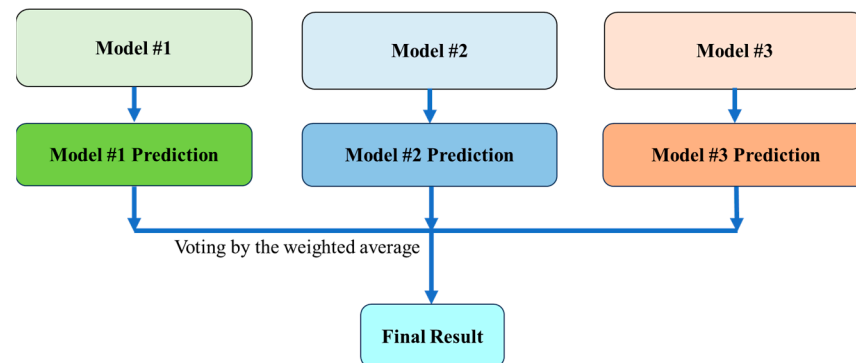 Model #1
Model #2
Model #3
Model #1 Prediction
Model #2 Prediction
Model #3 Prediction
Voting by the weighted average
Final Result